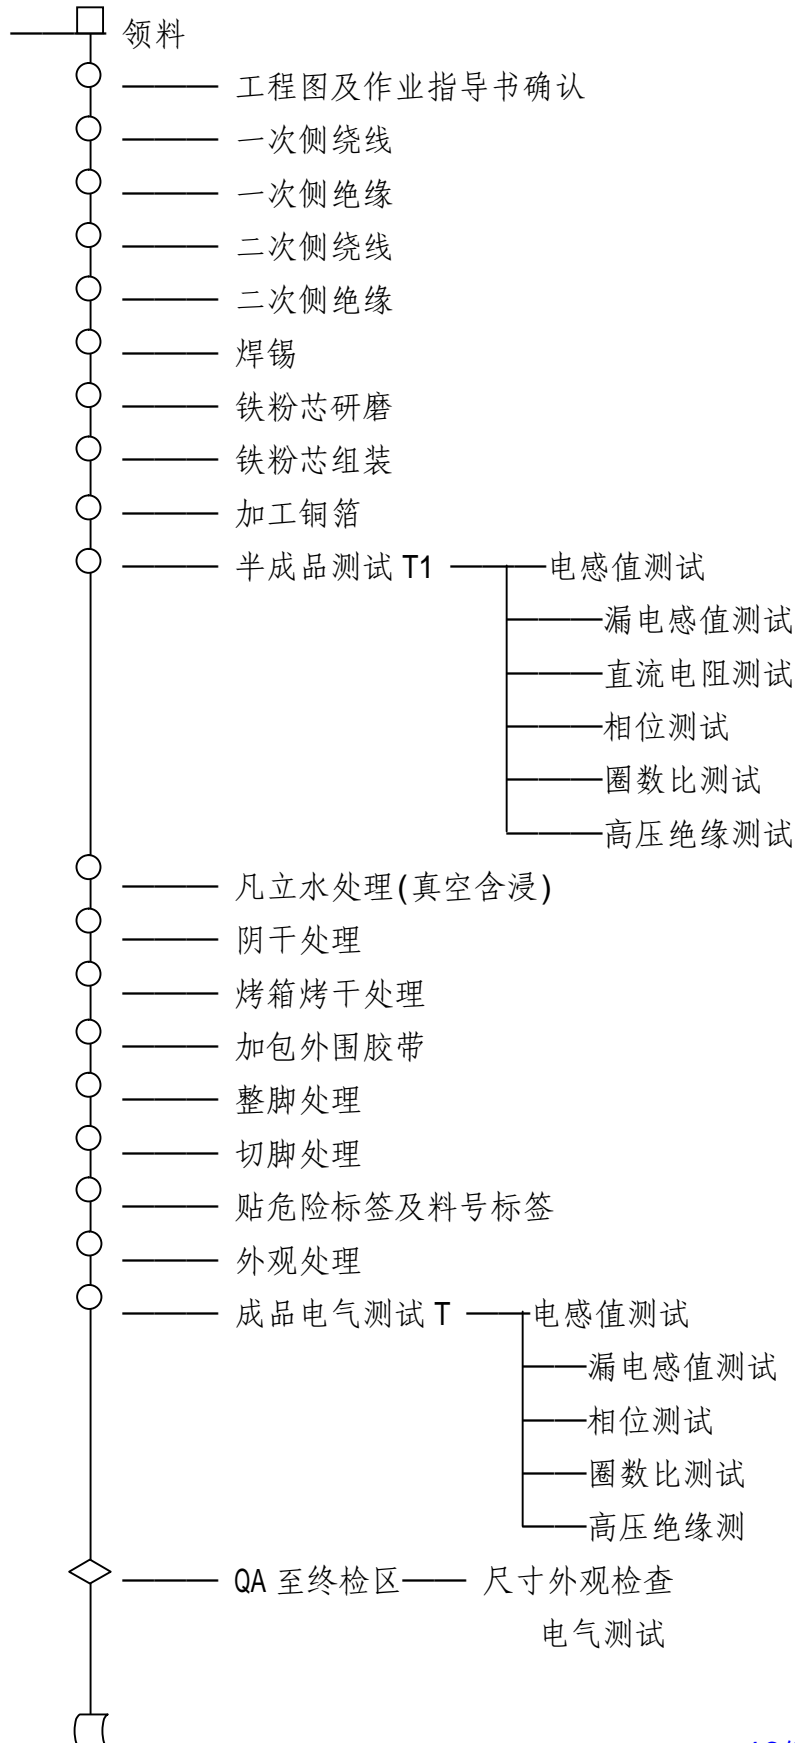 领料
工程图及作业指导书确认
一次侧绕线
一次侧绝缘
二次侧绕线
二次侧绝缘
焊锡
铁粉芯研磨
铁粉芯组装
加工铜箔
半成品测试 T1 电感值测试
漏电感值测试
直流电阻测试
相位测试
圈数比测试
高压绝缘测试
凡立水处理(真空含浸)
阴干处理
烤箱烤干处理
加包外围胶带
整脚处理
切脚处理
贴危险标签及料号标签
外观处理
成品电气测试 T 电感值测试
漏电感值测试
相位测试
圈数比测试
高压绝缘测
QA 至终检区 尺寸外观检查
电气测试